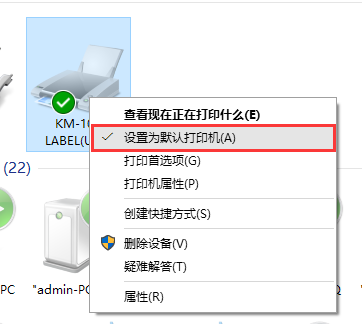 KM-10
LABEL(U
查看现在正在打印什么(E)
设置为默认打印机(A)
打印首选项(G)
打印机属性(P)
(22)
创建快捷方式(S)
删除设备(V)
疑难解答(T)
PC
"admin-PC
Q
属性(R)